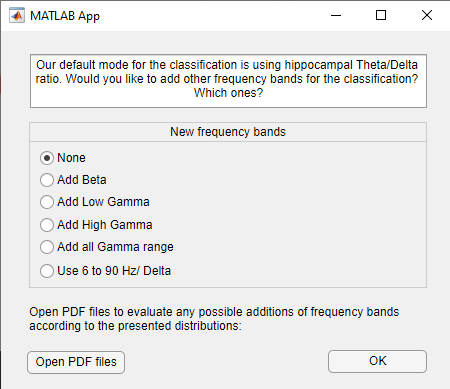 MATLAB App
Our default mode for the classification is using hippocampal Theta/Delta
ratio. Would you like to add other frequency bands for the classification?
Which ones?
New frequency bands
None
Add Beta
Add Low Gamma
Add High Gamma
Add all Gamma range
Use 6 to 90 Hz/ Delta
Open PDF files to evaluate any possible additions of frequency bands
according to the presented distributions:
Open PDF files
OK